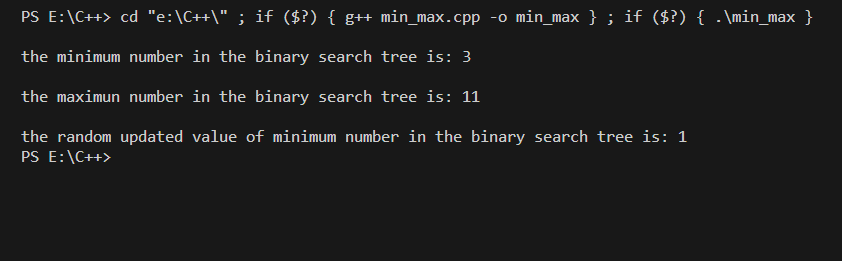 PS E:\C++> cd "e:\C++\" ; if ($?) { g++ min_max.cpp -o min_max } ; if ($?) { .\min_max }
the minimum number in the binary search tree is: 3
the maximun number in the binary search tree is: 11
the random updated value of minimum number in the binary search tree is: 1
PS E:\C++>